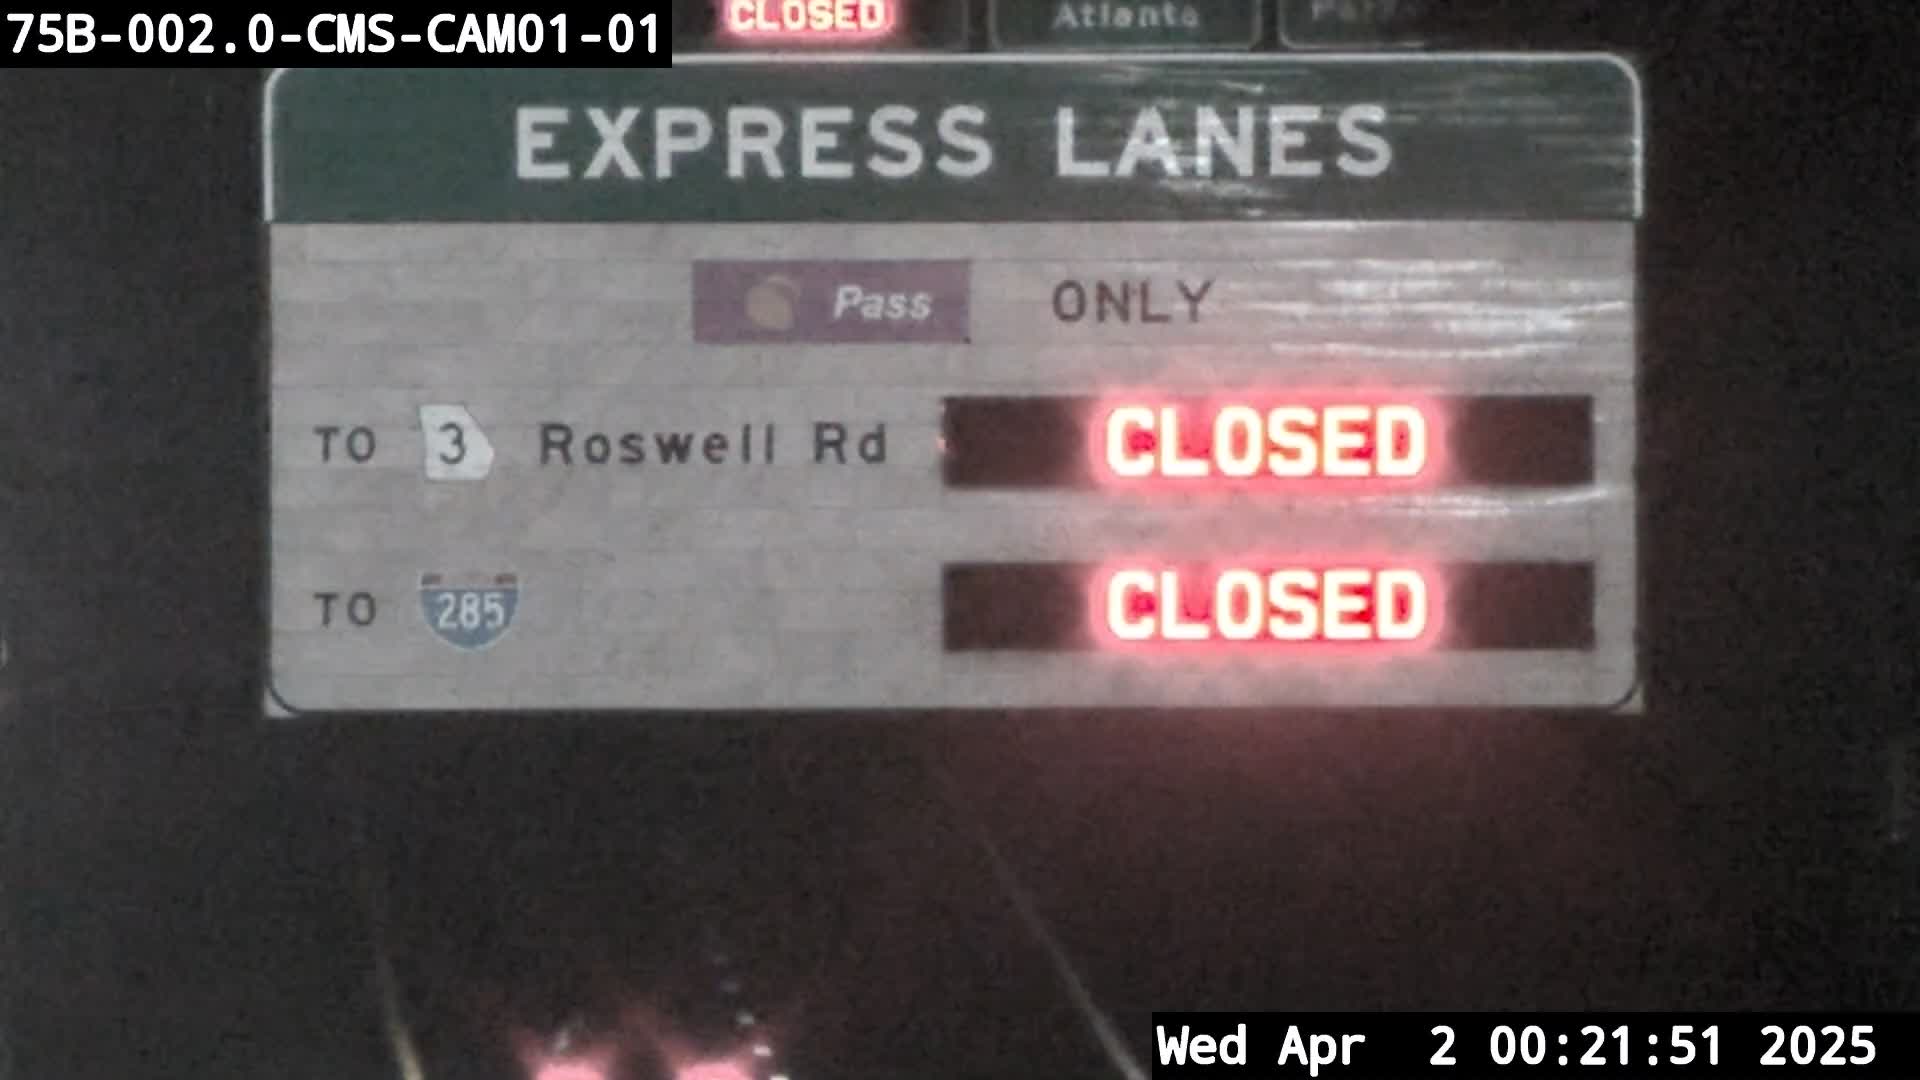 75B-002.0-CMS-CAM01-01
CLOSED
Atlanta
EXPRESS LANES
Pass ONLY
TO 3 Roswell Rd CLOSED
TO 285 CLOSED
Wed Apr 2 00:21:51 2025